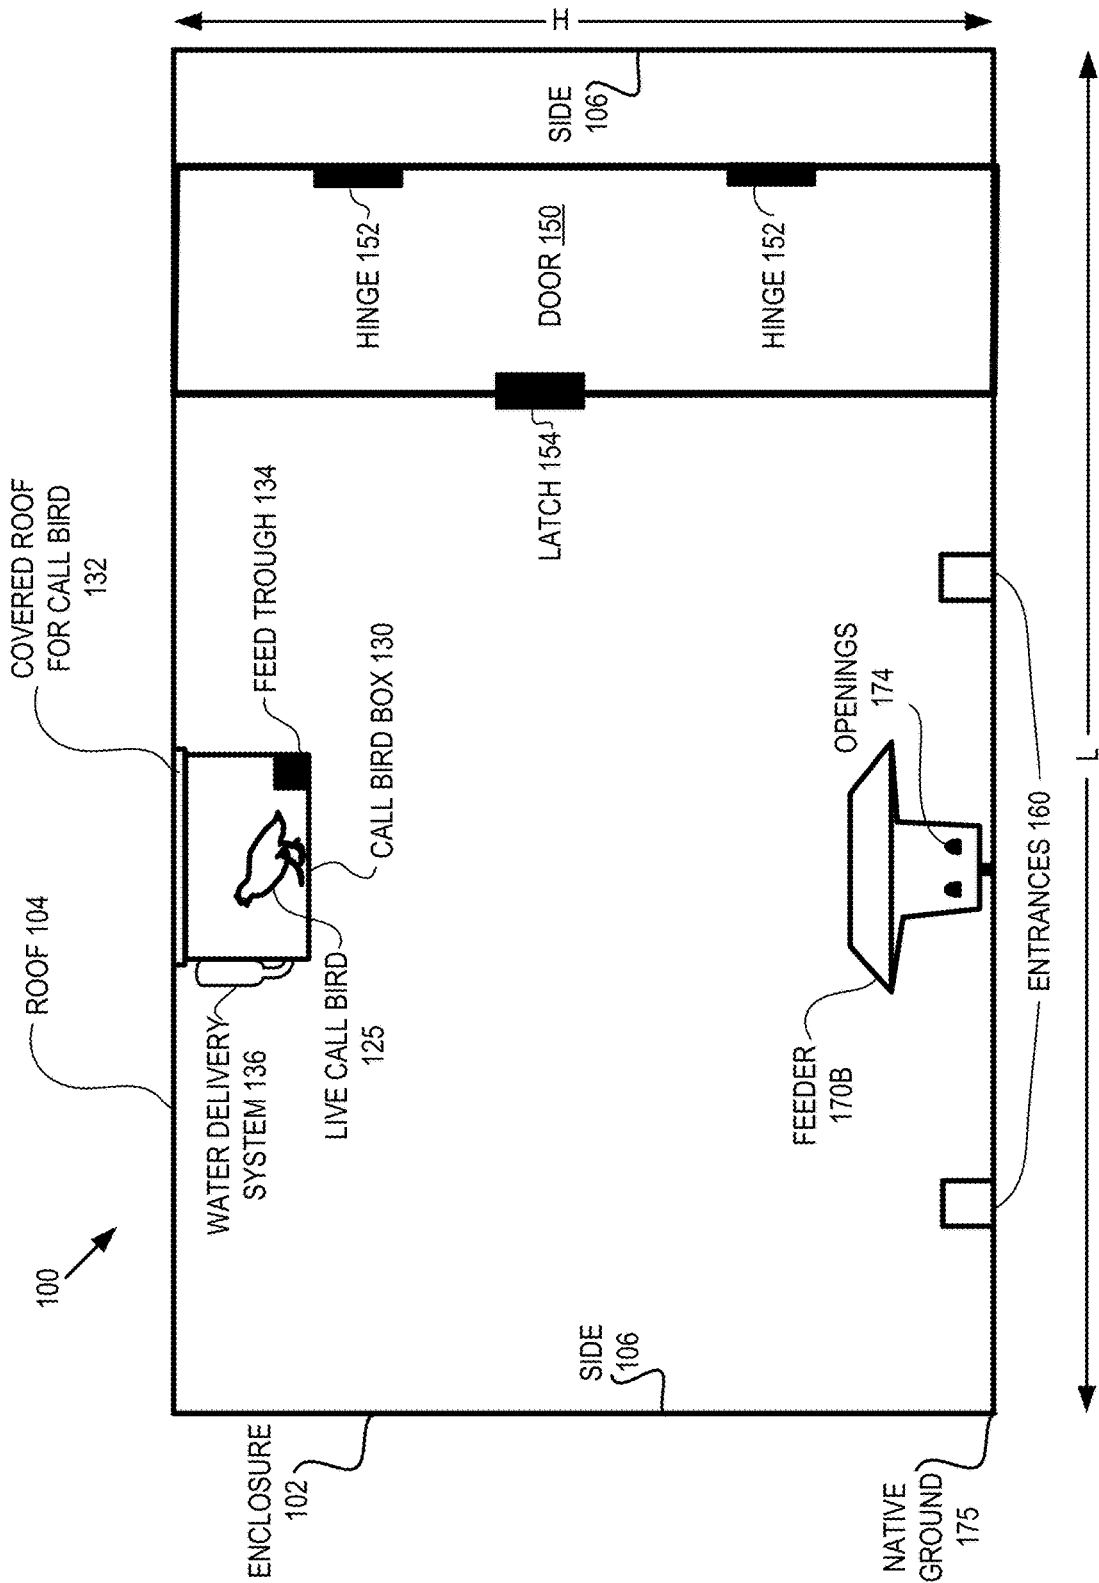 100
ROOF 104
COVERED ROOF
FOR CALL BIRD
132
ENCLOSURE
102
WATER DELIVERY
SYSTEM 136
LIVE CALL BIRD
125
CALL BIRD BOX 130
FEED TROUGH 134
HINGE 152
SIDE
106
LATCH 154
DOOR 150
H
SIDE
106
HINGE 152
FEEDER
170B
OPENINGS
174
NATIVE
GROUND
175
ENTRANCES 160
L